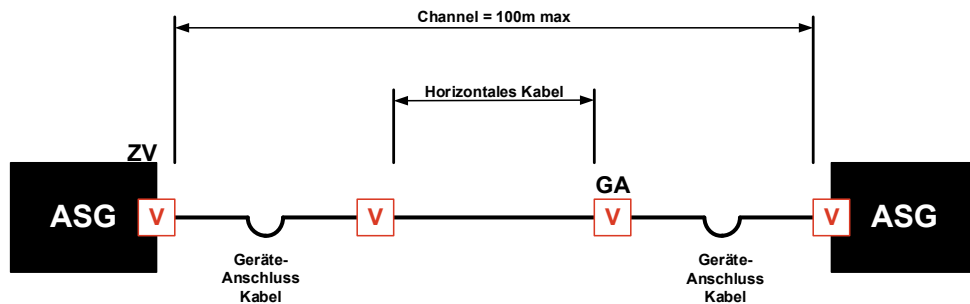 Channel = 100m max
Horizontales Kabel
ZV
GA
ASG
V
V
V
V
ASG
Geräte-
Anschluss
Kabel
Geräte-
Anschluss
Kabel